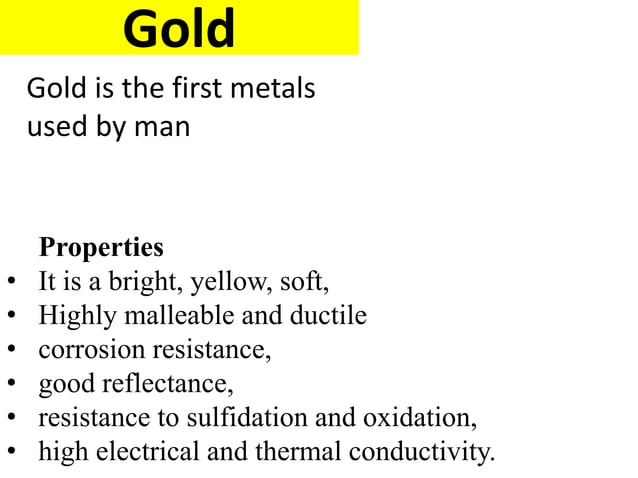 Gold
Gold is the first metals
used by man
Properties
• It is a bright, yellow, soft,
• Highly malleable and ductile
• corrosion resistance,
• good reflectance,
• resistance to sulfidation and oxidation,
• high electrical and thermal conductivity.